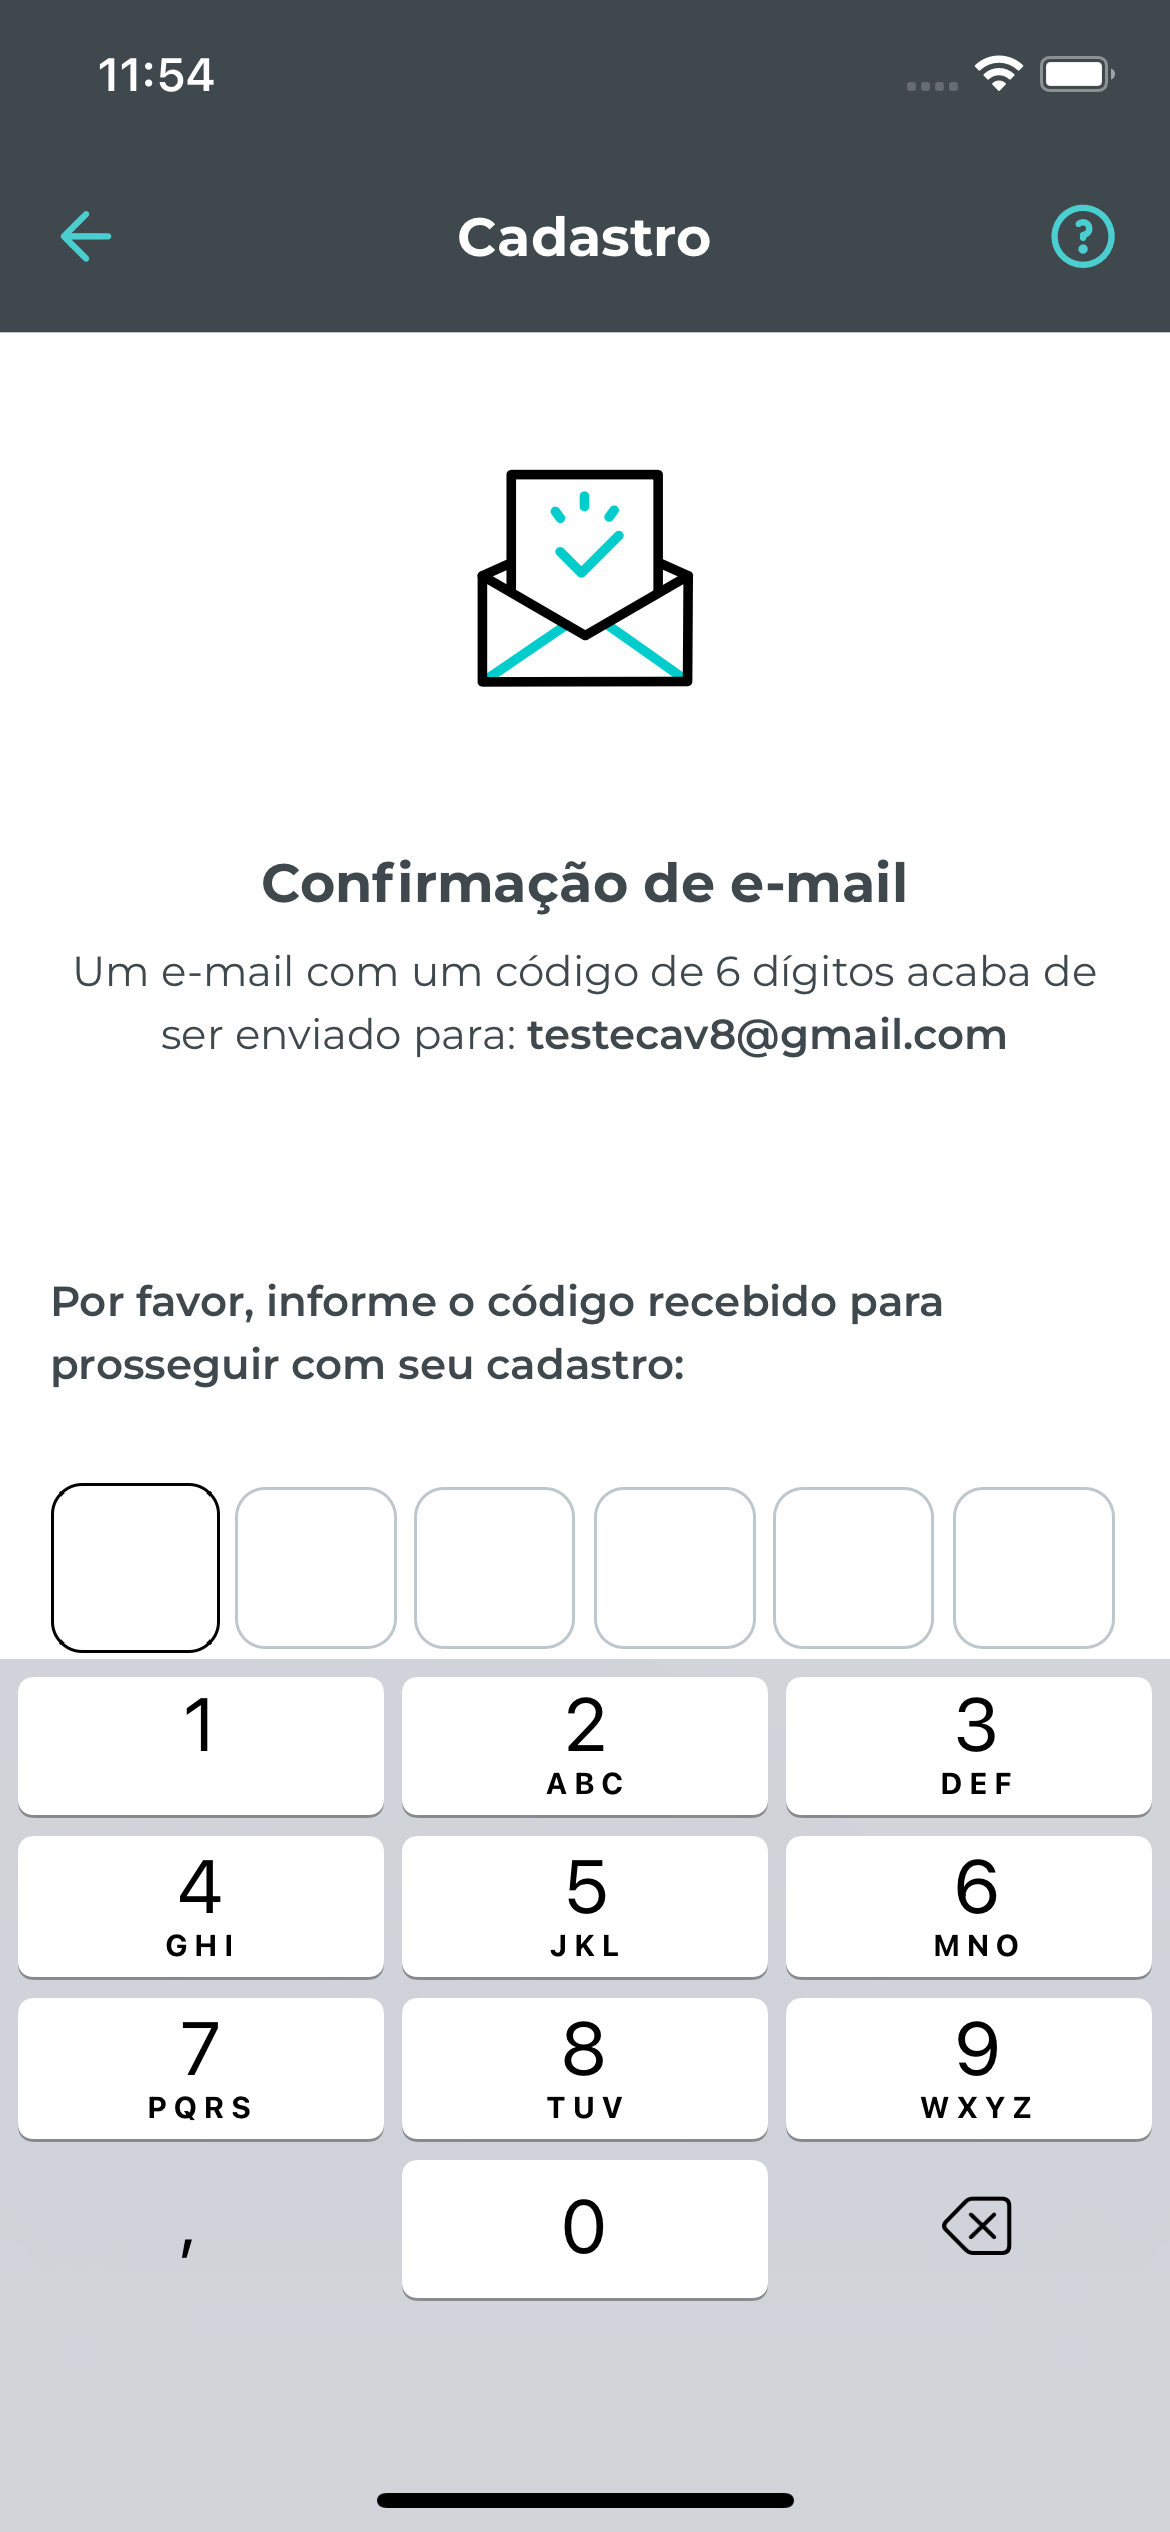 11:54
Cadastro
Confirmação de e-mail
Um e-mail com um código de 6 dígitos acaba de
ser enviado para: testecav8@gmail.com
Por favor, informe o código recebido para
prosseguir com seu cadastro:
1
2
3
ABC
DEF
4
5
6
GHI
JKL
MNO
7
8
9
PQRS
TUV
WXYZ
,
0